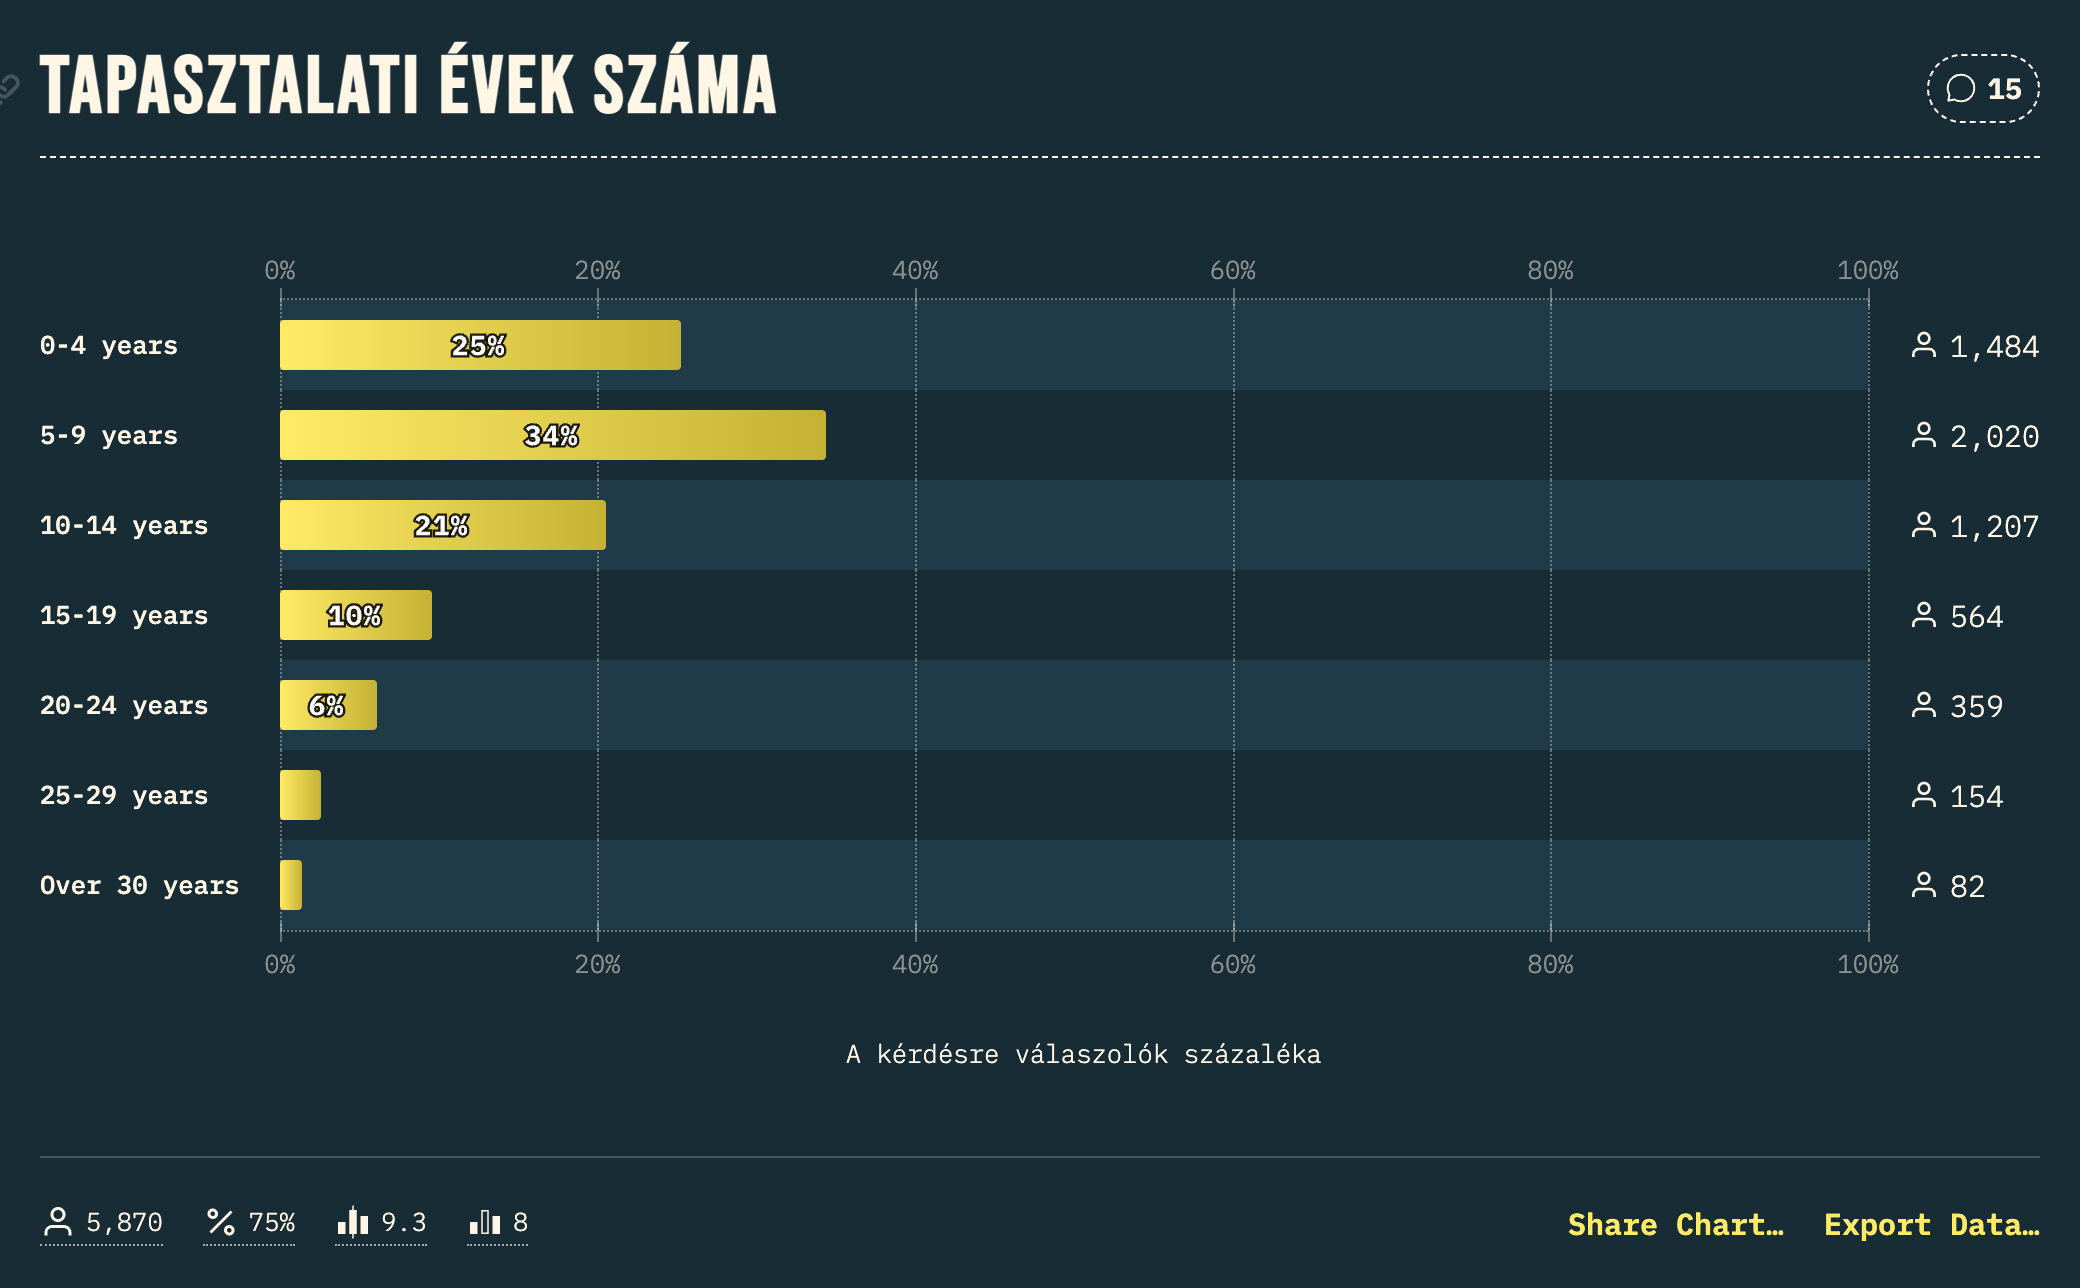 TAPASZTALATI ÉVEK SZÁMA
15
0% 20% 40% 60% 80% 100%
0-4 years 25% 1,484
5-9 years 34% 2,020
10-14 years 21% 1,207
15-19 years 10% 564
20-24 years 6% 359
25-29 years 154
Over 30 years 82
0% 20% 40% 60% 80% 100%
A kérdésre válaszolók százaléka
5,870 75% 9.3 8 Share Chart… Export Data…